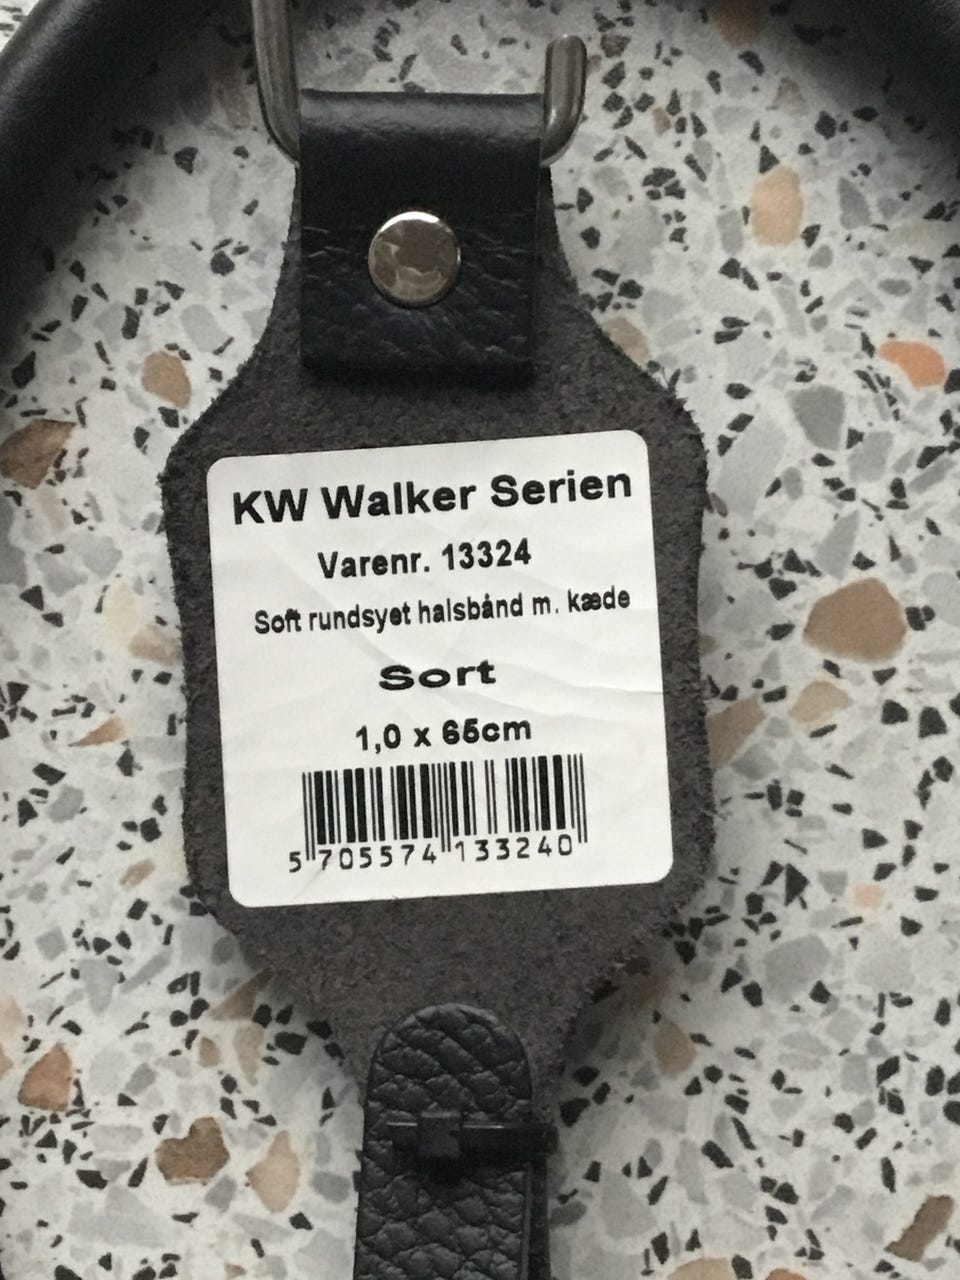 KW Walker Serien
Varenr. 13324
Soft rundsyet halsbånd m. kæde
Sort
1,0 x 65cm
5 705574 133240